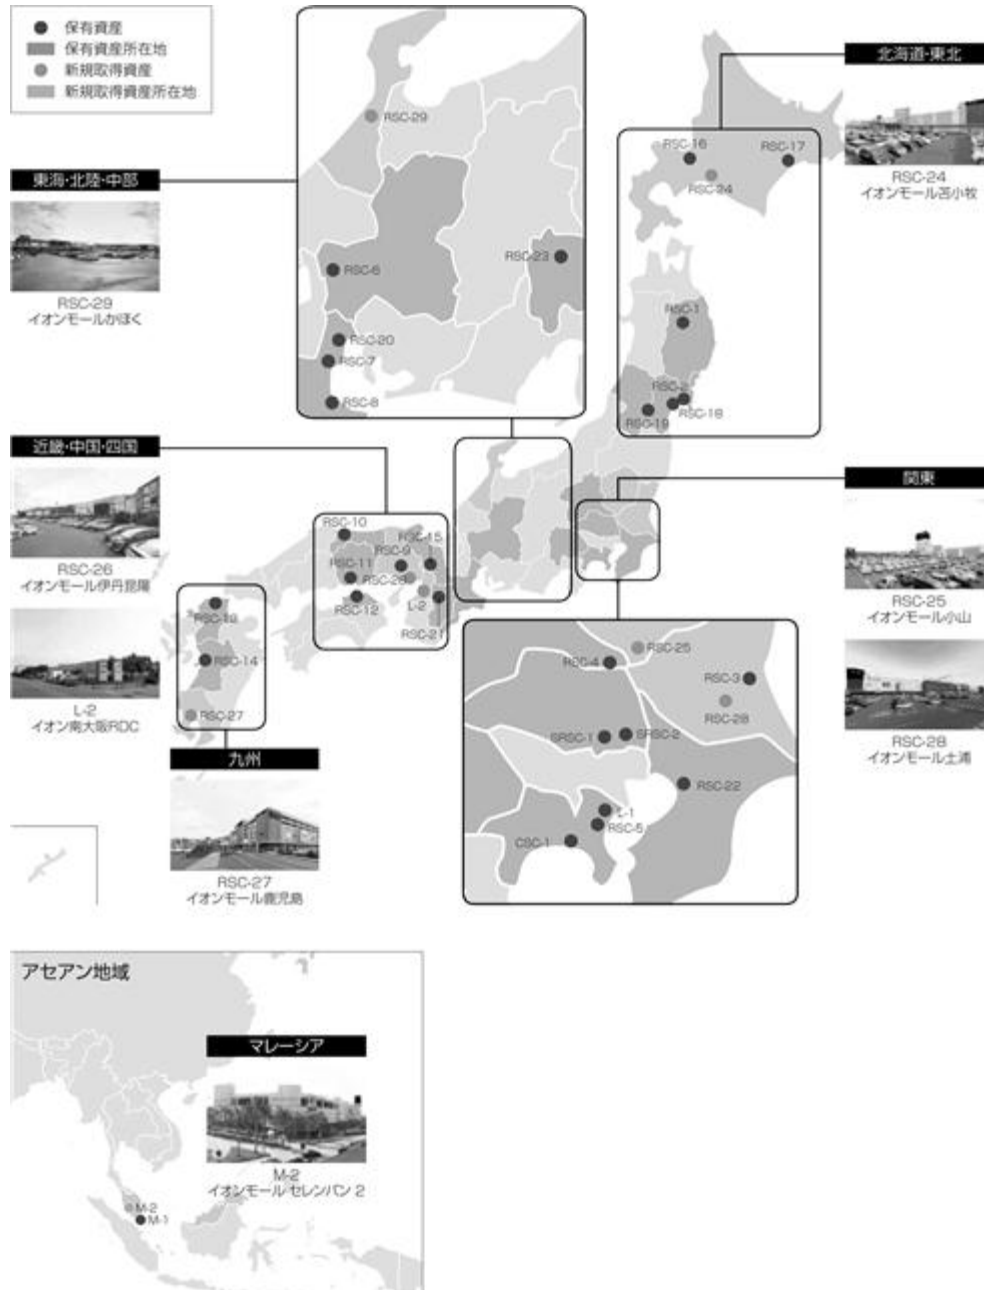 保有資産
保有資産所在地
新規取得資産
新規取得資産所在地
東海・北陸・中部
RSC-29
イオンモールかほく
RSC-29
RSC-6
RSC-23
RSC-20
RSC-7
RSC-8
北海道・東北
RSC-24
イオンモール苫小牧
RSC-16
RSC-17
RSC-24
RSC-1
RSC-2
RSC-18
RSC-19
近畿・中国・四国
RSC-26
イオンモール伊丹昆陽
L-2
イオン南大阪RDC
RSC-10
RSC-15
RSC-9
RSC-11
RSC-12
L-2
RSC-21
関東
RSC-25
イオンモール小山
RSC-28
イオンモール土浦
RSC-4
RSC-25
RSC-3
RSC-28
SRSC-1
SRSC-2
RSC-22
L-1
RSC-5
CSC-1
RSC-14
RSC-27
九州
RSC-27
イオンモール鹿児島
アセアン地域
マレーシア
M-2
イオンモール セレンバン 2
M-2
M-1